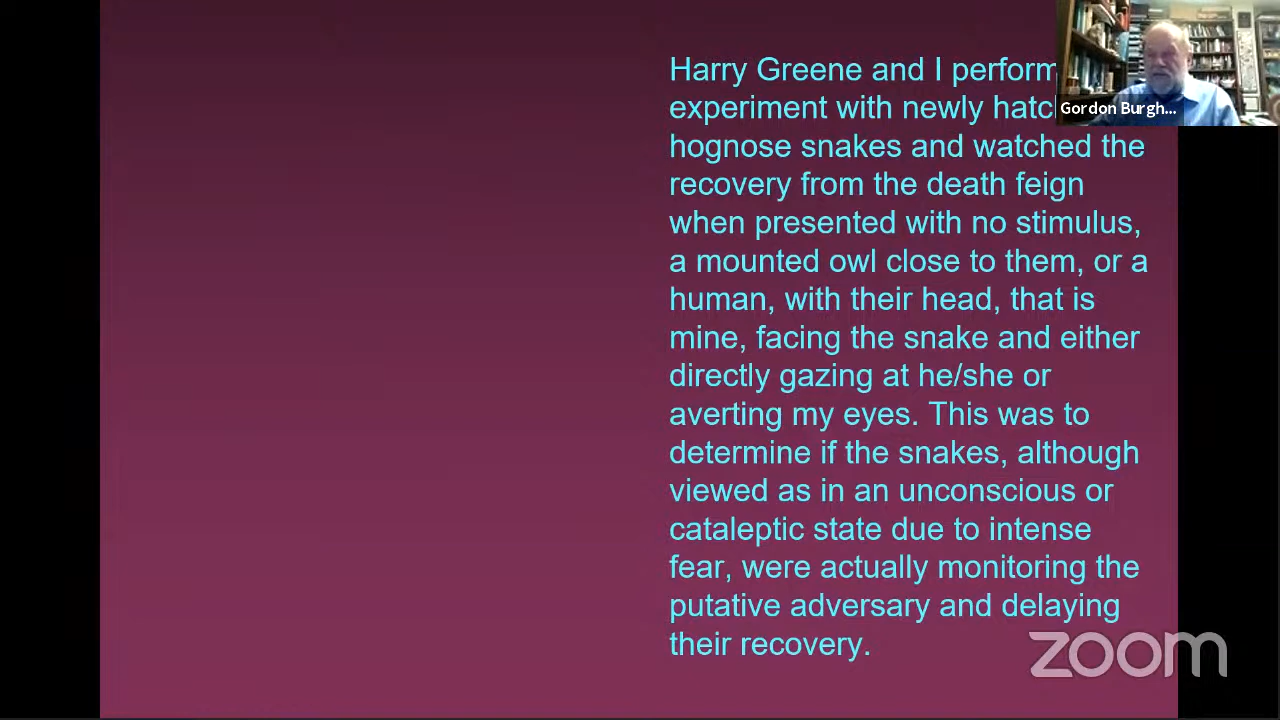 Harry Greene and I perform
experiment with newly hatc
hognose snakes and watched the
recovery from the death feign
when presented with no stimulus,
a mounted owl close to them, or a
human, with their head, that is
mine, facing the snake and either
directly gazing at he/she or
averting my eyes. This was to
determine if the snakes, although
viewed as in an unconscious or
cataleptic state due to intense
fear, were actually monitoring the
putative adversary and delaying
their recovery.
Gordon Burgh...
zoom